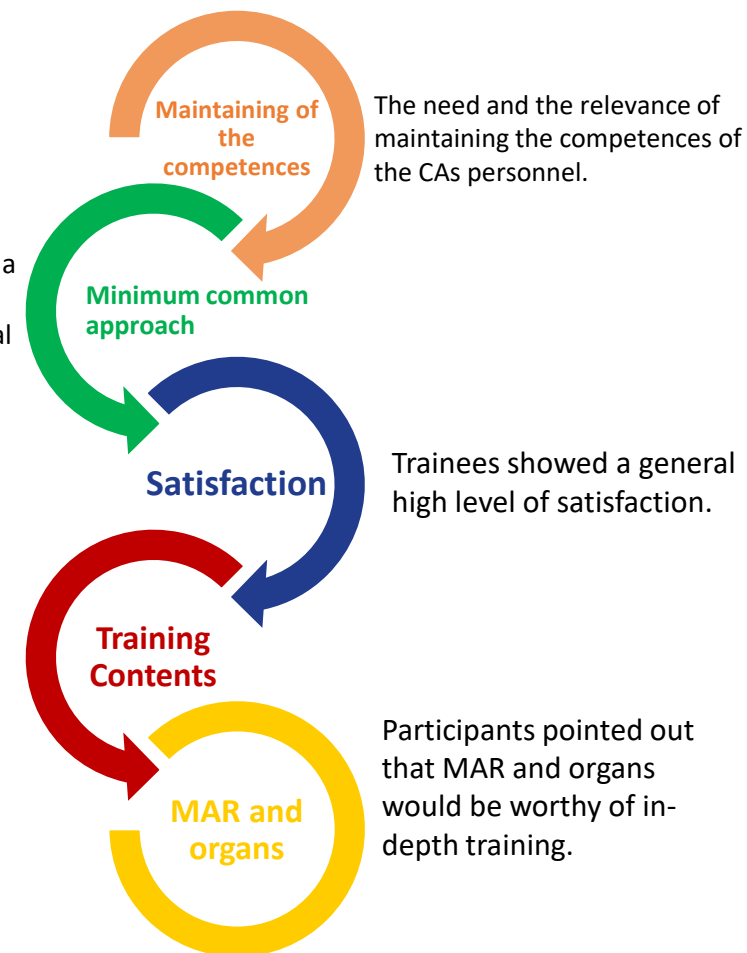 Maintaining of
the
competences
The need and the relevance of
maintaining the competences of
the CAs personnel.
a
al
Minimum common
approach
Satisfaction
Trainees showed a general
high level of satisfaction.
Training
Contents
MAR and
organs
Participants pointed out
that MAR and organs
would be worthy of in-
depth training.